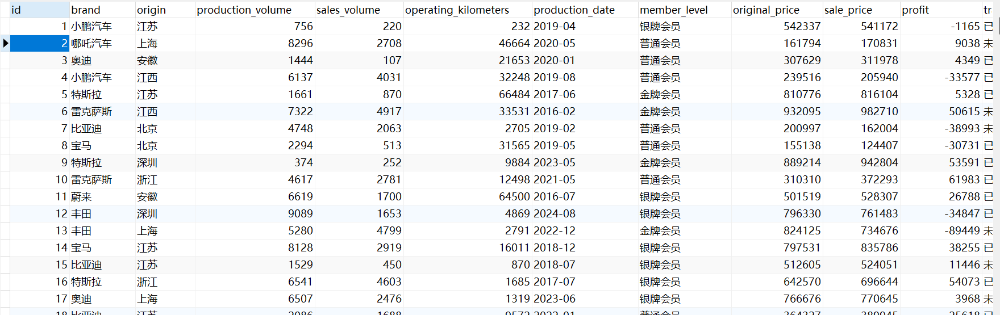 id brand origin production_volume sales_volume operating_kilometers production_date member_level original_price sale_price profit tr
1 小鹏汽车 江苏 756 220 232 2019-04 银牌会员 542337 541172 -1165 已
2 哪吒汽车 上海 8296 2708 46664 2020-05 普通会员 161794 170831 9038 未
3 奥迪 安徽 1444 107 21653 2020-01 普通会员 307629 311978 4349 已
4 小鹏汽车 江西 6137 4031 32248 2019-08 普通会员 239516 205940 -33577 已
5 特斯拉 江苏 1661 870 66484 2017-06 金牌会员 810776 816104 5328 已
6 雷克萨斯 江西 7322 4917 33531 2016-02 金牌会员 932095 982710 50615 未
7 比亚迪 北京 4748 2063 2705 2019-02 普通会员 200997 162004 -38993 未
8 宝马 北京 2294 513 31565 2019-05 普通会员 155138 124407 -30731 已
9 特斯拉 深圳 374 252 9884 2023-05 金牌会员 889214 942804 53591 已
10 雷克萨斯 浙江 4617 2781 12498 2021-05 普通会员 310310 372293 61983 已
11 蔚来 安徽 6619 1700 64500 2016-07 银牌会员 501519 528307 26788 已
12 丰田 深圳 9089 1653 4869 2024-08 银牌会员 796330 761483 -34847 已
13 丰田 上海 5280 4799 2791 2022-12 金牌会员 824125 734676 -89449 未
14 宝马 江苏 8128 2919 16011 2018-12 银牌会员 797531 835786 38255 已
15 比亚迪 江苏 1529 450 870 2018-07 银牌会员 512605 524051 11446 未
16 特斯拉 浙江 6541 4603 1685 2017-07 银牌会员 642570 696644 54073 已
17 奥迪 上海 6507 2476 1319 2023-06 银牌会员 766676 770645 3968 未
18 比亚迪 江苏 普通会员